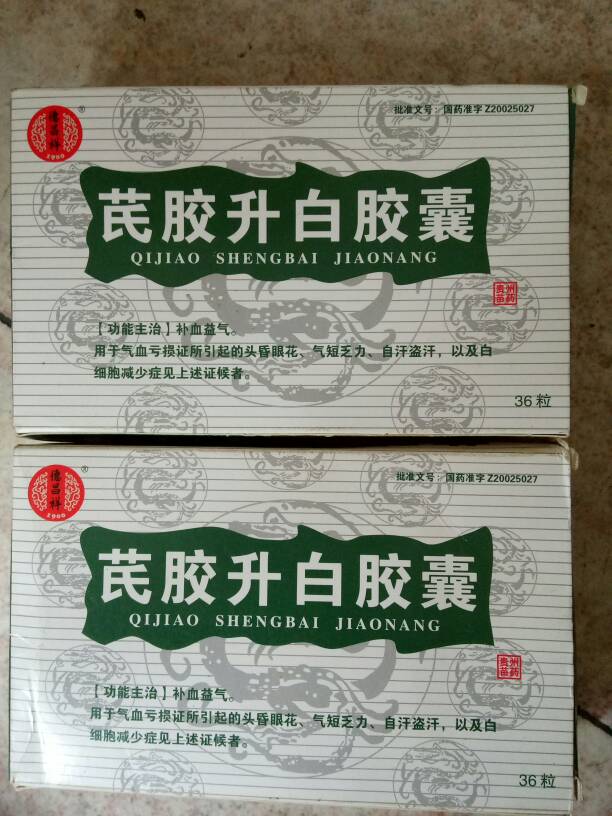 德昌祥
1900
®
批准文号：国药准字Z20025027
芪胶升白胶囊
QIJIAO SHENGBAI JIAONANG
贵州
苗药
【功能主治】补血益气。
用于气血亏损证所引起的头昏眼花、气短乏力、自汗盗汗，以及白
细胞减少症见上述证候者。
36粒
德昌祥
1900
®
批准文号：国药准字Z20025027
芪胶升白胶囊
QIJIAO SHENGBAI JIAONANG
贵州
苗药
【功能主治】补血益气。
用于气血亏损证所引起的头昏眼花、气短乏力、自汗盗汗，以及白
细胞减少症见上述证候者。
36粒